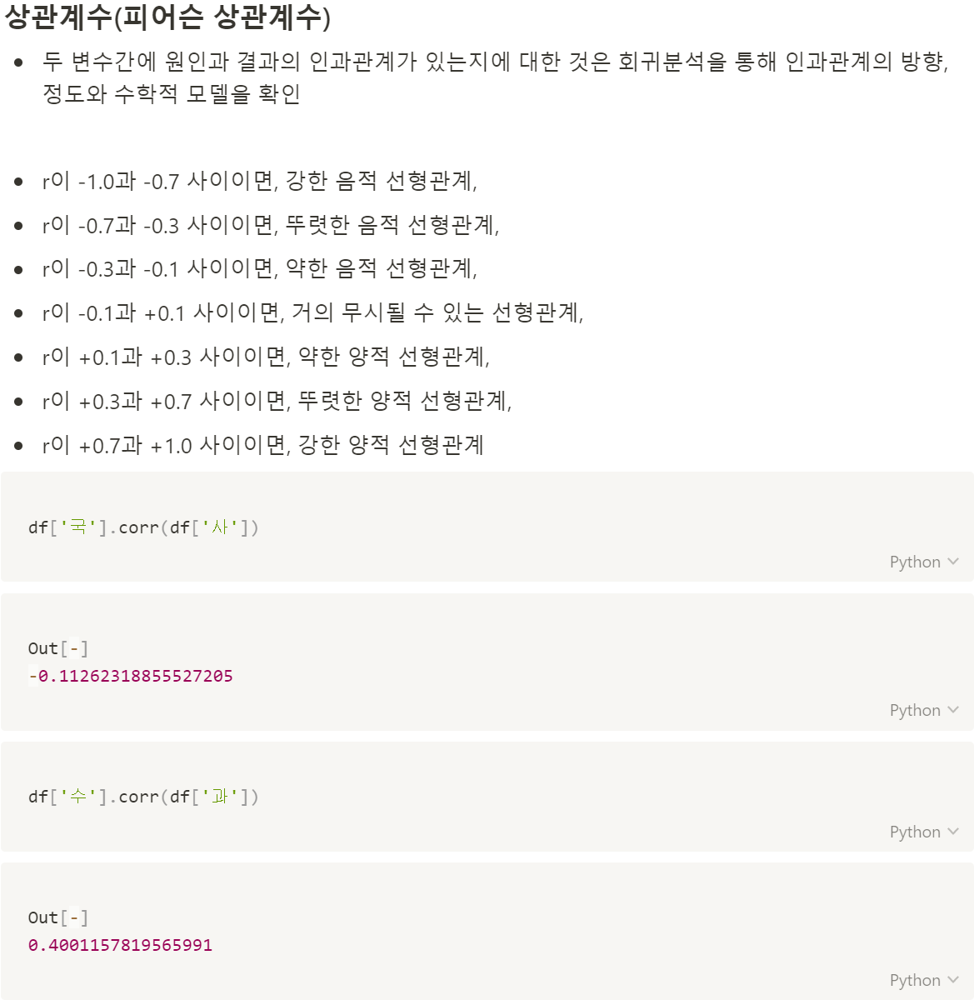 상관계수(피어슨 상관계수)
• 두 변수간에 원인과 결과의 인과관계가 있는지에 대한 것은 회귀분석을 통해 인과관계의 방향,
정도와 수학적 모델을 확인
• r이 -1.0과 -0.7 사이이면, 강한 음적 선형관계,
• r이 -0.7과 -0.3 사이이면, 뚜렷한 음적 선형관계,
• r이 -0.3과 -0.1 사이이면, 약한 음적 선형관계,
• r이 -0.1과 +0.1 사이이면, 거의 무시될 수 있는 선형관계,
• r이 +0.1과 +0.3 사이이면, 약한 양적 선형관계,
• r이 +0.3과 +0.7 사이이면, 뚜렷한 양적 선형관계,
• r이 +0.7과 +1.0 사이이면, 강한 양적 선형관계
df['국'].corr(df['사'])
Python
Out[-]
-0.11262318855527205
Python
df['수'].corr(df['과'])
Python
Out[-]
0.4001157819565991
Python